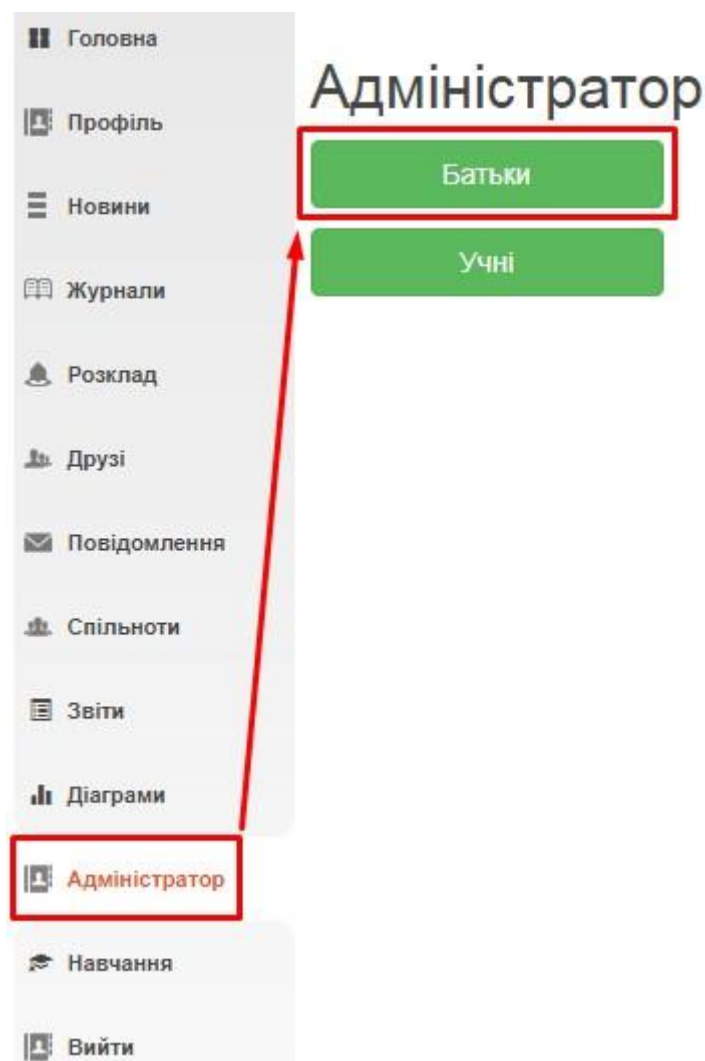 Головна
Профіль
Новини
Журнали
Розклад
Друзі
Повідомлення
Спільноти
Звіти
Діаграми
Адміністратор
Навчання
Вийти
Адміністратор
Батьки
Учні